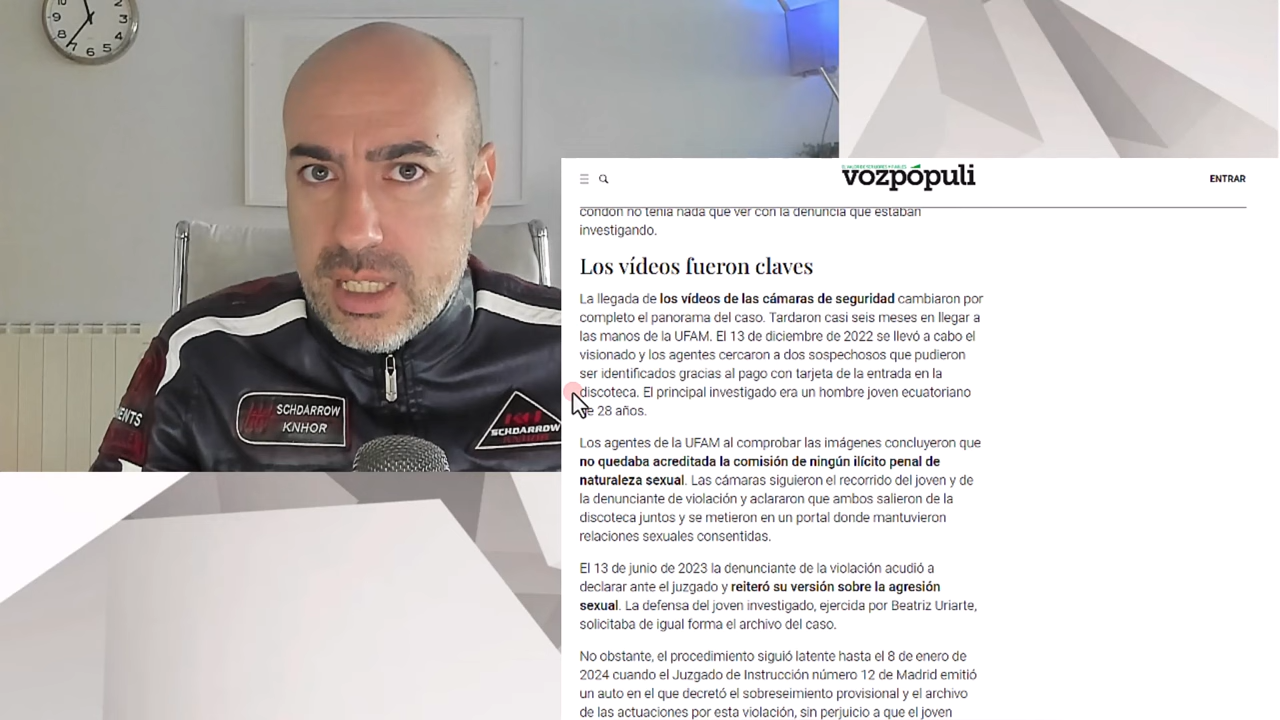 12
2
3
4
5
6
7
8
9
MENTS
SCHDARROW
KNHOR
SCHDARROW
KNHOR
vozpópuli
ENTRAR
condón no tenía nada que ver con la denuncia que estaban
investigando.
Los vídeos fueron claves
La llegada de los vídeos de las cámaras de seguridad cambiaron por
completo el panorama del caso. Tardaron casi seis meses en llegar a
las manos de la UFAM. El 13 de diciembre de 2022 se llevó a cabo el
visionado y los agentes cercaron a dos sospechosos que pudieron
ser identificados gracias al pago con tarjeta de la entrada en la
discoteca. El principal investigado era un hombre joven ecuatoriano
de 28 años.
Los agentes de la UFAM al comprobar las imágenes concluyeron que
no quedaba acreditada la comisión de ningún ilícito penal de
naturaleza sexual. Las cámaras siguieron el recorrido del joven y de
la denunciante de violación y aclararon que ambos salieron de la
discoteca juntos y se metieron en un portal donde mantuvieron
relaciones sexuales consentidas.
El 13 de junio de 2023 la denunciante de la violación acudió a
declarar ante el juzgado y reiteró su versión sobre la agresión
sexual. La defensa del joven investigado, ejercida por Beatriz Uriarte,
solicitaba de igual forma el archivo del caso.
No obstante, el procedimiento siguió latente hasta el 8 de enero de
2024 cuando el Juzgado de Instrucción número 12 de Madrid emitió
un auto en el que decretó el sobreseimiento provisional y el archivo
de las actuaciones por esta violación, sin perjuicio a que el joven